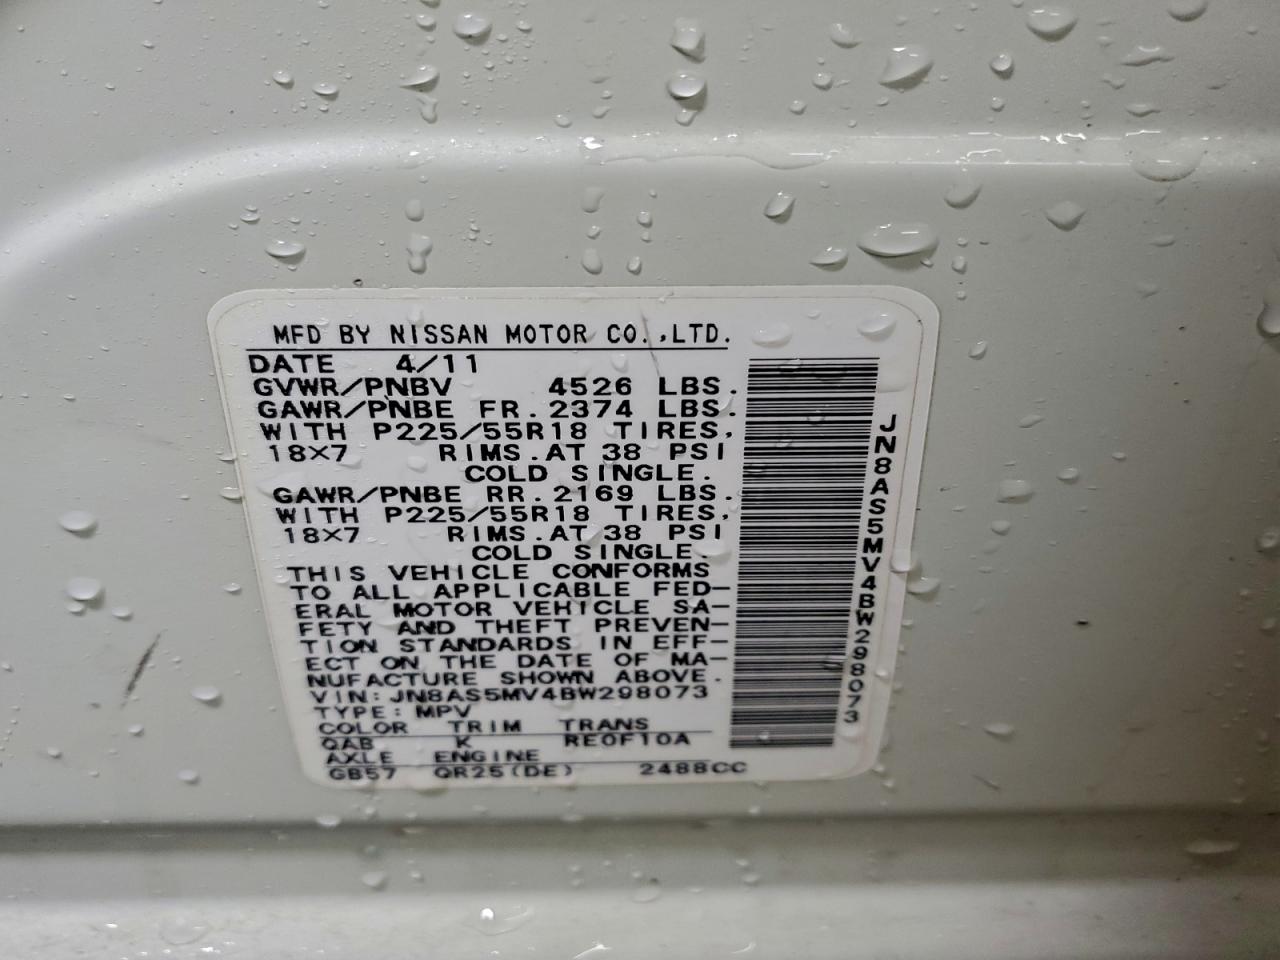 MFD BY NISSAN MOTOR CO.,LTD.
DATE 4/11
GVWR/PNBV 4526 LBS.
GAWR/PNBE FR. 2374 LBS.
WITH P225/55R18 TIRES,
18×7 RIMS.AT 38 PSI
COLD SINGLE.
GAWR/PNBE RR. 2169 LBS.
WITH P225/55R18 TIRES,
18×7 RIMS.AT 38 PSI
COLD SINGLE.
THIS VEHICLE CONFORMS
TO ALL APPLICABLE FED-
ERAL MOTOR VEHICLE SA-
FETY AND THEFT PREVEN-
TION STANDARDS IN EFF-
ECT ON THE DATE OF MA-
NUFACTURE SHOWN ABOVE.
VIN: JN8AS5MV4BW298073
TYPE: MPV
COLOR TRIM TRANS
QAB K RE0F10A
AXLE ENGINE
GB57 QR25(DE) 2488CC
JN8AS5MV4BW298073